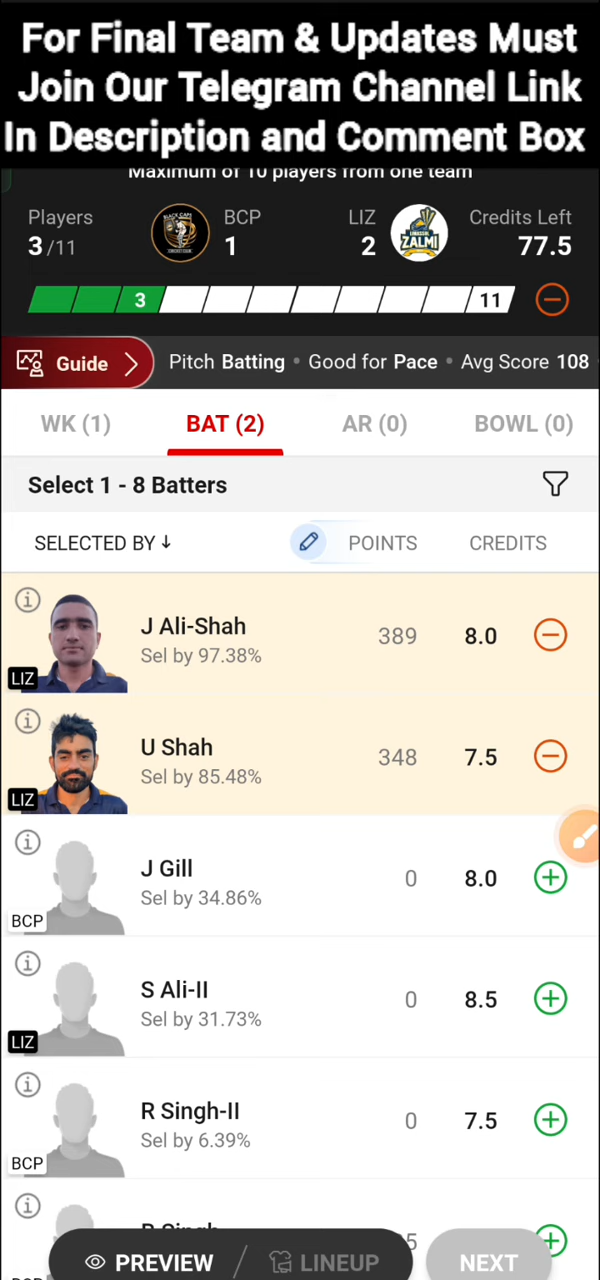 For Final Team & Updates Must
Join Our Telegram Channel Link
In Description and Comment Box
Maximum of 10 players from one team
Players BCP LIZ Credits Left
3/11 1 2 77.5
3 11
Guide Pitch Batting • Good for Pace • Avg Score 108
WK (1) BAT (2) AR (0) BOWL (0)
Select 1 - 8 Batters
SELECTED BY ↓ POINTS CREDITS
J Ali-Shah 389 8.0
Sel by 97.38%
LIZ
U Shah 348 7.5
Sel by 85.48%
LIZ
J Gill 0 8.0
Sel by 34.86%
BCP
S Ali-II 0 8.5
Sel by 31.73%
LIZ
R Singh-II 0 7.5
Sel by 6.39%
BCP
PREVIEW / LINEUP NEXT